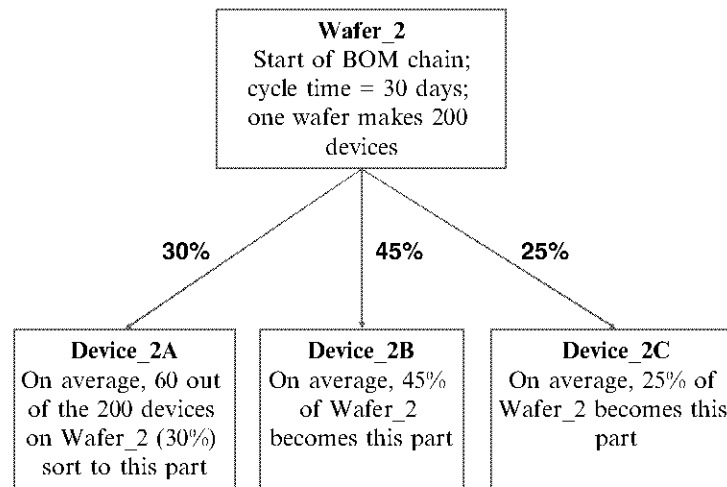 Wafer_2
Start of BOM chain;
cycle time = 30 days;
one wafer makes 200
devices
30%
45%
25%
Device_2A
On average, 60 out
of the 200 devices
on Wafer_2 (30%)
sort to this part
Device_2B
On average, 45%
of Wafer_2
becomes this part
Device_2C
On average, 25% of
Wafer_2 becomes this
part